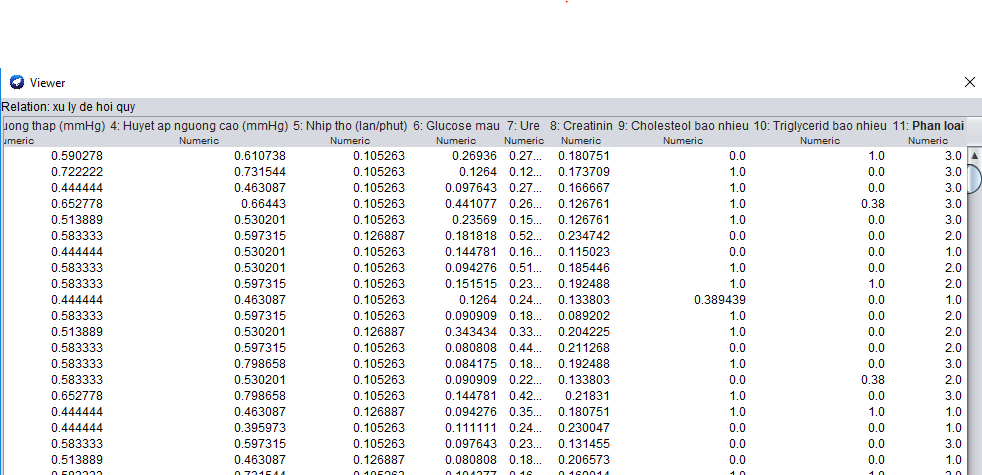 Viewer
Relation: xu ly de hoi quy
uong thap (mmHg) 4: Huyet ap nguong cao (mmHg) 5: Nhip tho (lan/phut) 6: Glucose mau 7: Ure 8: Creatinin 9: Cholesteol bao nhieu 10: Triglycerid bao nhieu 11: Phan loai
umeric Numeric Numeric Numeric Numeric Numeric Numeric Numeric Numeric
0.590278 0.610738 0.105263 0.26936 0.27... 0.180751 0.0 1.0 3.0
0.722222 0.731544 0.105263 0.1264 0.12... 0.173709 1.0 0.0 3.0
0.444444 0.463087 0.105263 0.097643 0.27... 0.166667 1.0 0.0 3.0
0.652778 0.66443 0.105263 0.441077 0.26... 0.126761 1.0 0.38 3.0
0.513889 0.530201 0.105263 0.23569 0.15... 0.126761 1.0 0.0 3.0
0.583333 0.597315 0.126887 0.181818 0.52... 0.234742 0.0 0.0 2.0
0.444444 0.530201 0.105263 0.144781 0.16... 0.115023 0.0 0.0 1.0
0.583333 0.530201 0.105263 0.094276 0.51... 0.185446 1.0 0.0 2.0
0.583333 0.597315 0.105263 0.151515 0.23... 0.192488 1.0 1.0 2.0
0.444444 0.463087 0.105263 0.1264 0.24... 0.133803 0.389439 0.0 1.0
0.583333 0.597315 0.105263 0.090909 0.18... 0.089202 1.0 0.0 2.0
0.513889 0.530201 0.126887 0.343434 0.33... 0.204225 1.0 0.0 2.0
0.583333 0.597315 0.105263 0.080808 0.44... 0.211268 0.0 0.0 2.0
0.583333 0.798658 0.105263 0.084175 0.18... 0.192488 1.0 0.0 3.0
0.583333 0.530201 0.105263 0.090909 0.22... 0.133803 0.0 0.38 2.0
0.652778 0.798658 0.105263 0.144781 0.42... 0.21831 1.0 0.0 3.0
0.444444 0.463087 0.126887 0.094276 0.35... 0.180751 1.0 1.0 1.0
0.444444 0.395973 0.105263 0.111111 0.24... 0.230047 0.0 0.0 1.0
0.583333 0.597315 0.105263 0.097643 0.23... 0.131455 0.0 0.0 3.0
0.513889 0.463087 0.126887 0.080808 0.18... 0.206573 1.0 0.0 1.0